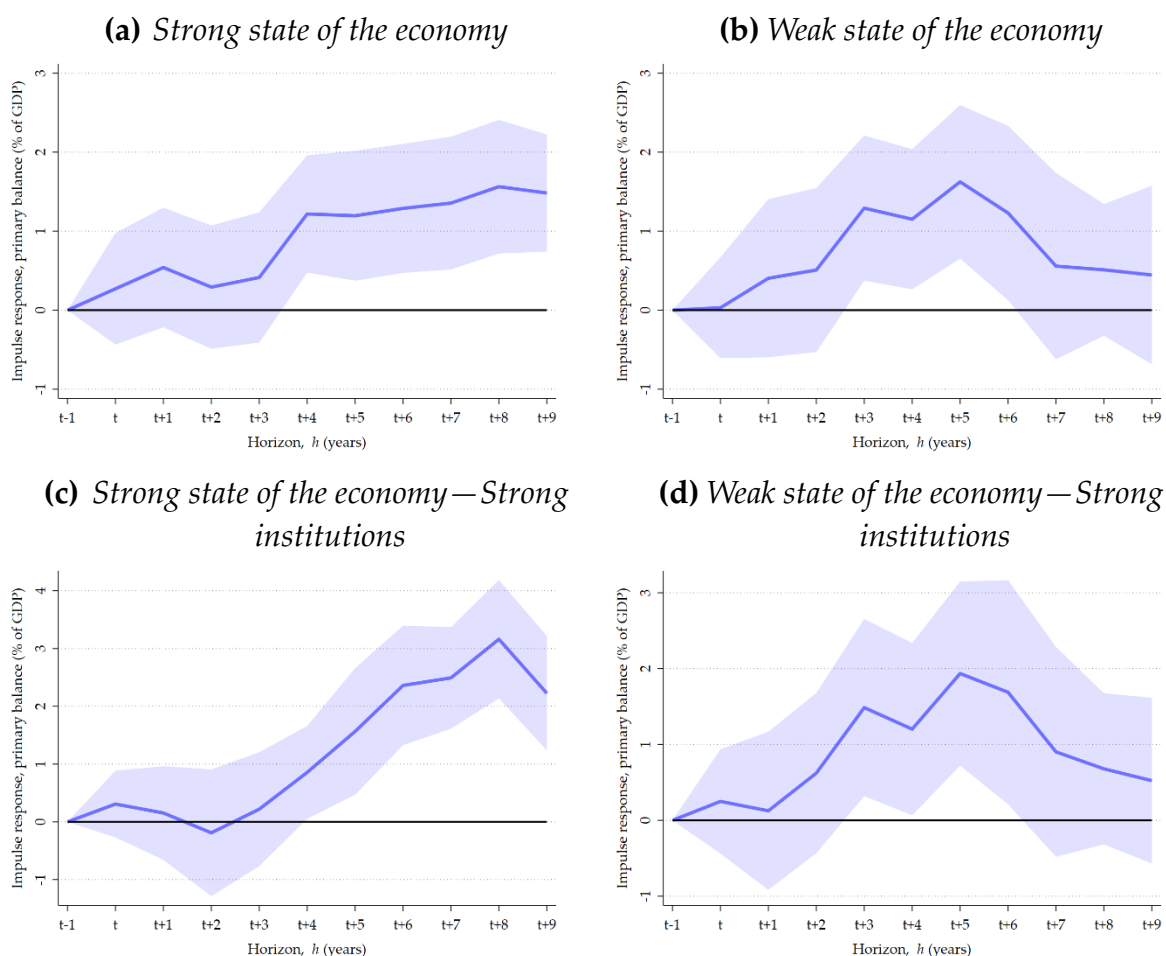 (a) Strong state of the economy
Impulse response, primary balance (% of GDP)
3
2
1
0
-1
t-1 t t+1 t+2 t+3 t+4 t+5 t+6 t+7 t+8 t+9
Horizon, h (years)
(b) Weak state of the economy
Impulse response, primary balance (% of GDP)
3
2
1
0
-1
t-1 t t+1 t+2 t+3 t+4 t+5 t+6 t+7 t+8 t+9
Horizon, h (years)
(c) Strong state of the economy—Strong
institutions
Impulse response, primary balance (% of GDP)
4
3
2
1
0
-1
t-1 t t+1 t+2 t+3 t+4 t+5 t+6 t+7 t+8 t+9
Horizon, h (years)
(d) Weak state of the economy—Strong
institutions
Impulse response, primary balance (% of GDP)
3
2
1
0
-1
t-1 t t+1 t+2 t+3 t+4 t+5 t+6 t+7 t+8 t+9
Horizon, h (years)